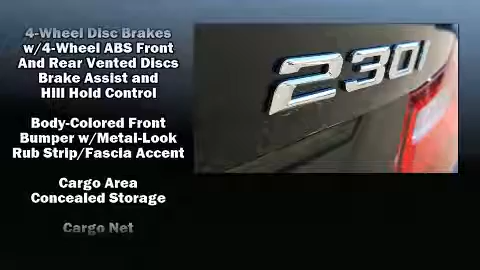 4-Wheel Disc Brakes
w/4-Wheel ABS Front
And Rear Vented Discs
Brake Assist and
Hill Hold Control
Body-Colored Front
Bumper w/Metal-Look
Rub Strip/Fascia Accent
Cargo Area
Concealed Storage
Cargo Net
230i